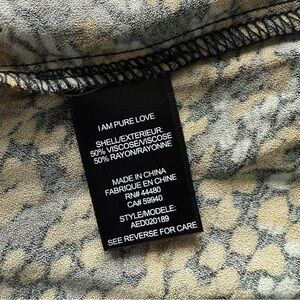 I AM PURE LOVE
SHELL/EXTERIEUR:
50% VISCOSE/VISCOSE
50% RAYON/RAYONNE
MADE IN CHINA
FABRIQUE EN CHINE
RN# 44480
CA# 59940
STYLE/MODELE:
AED020189
SEE REVERSE FOR CARE